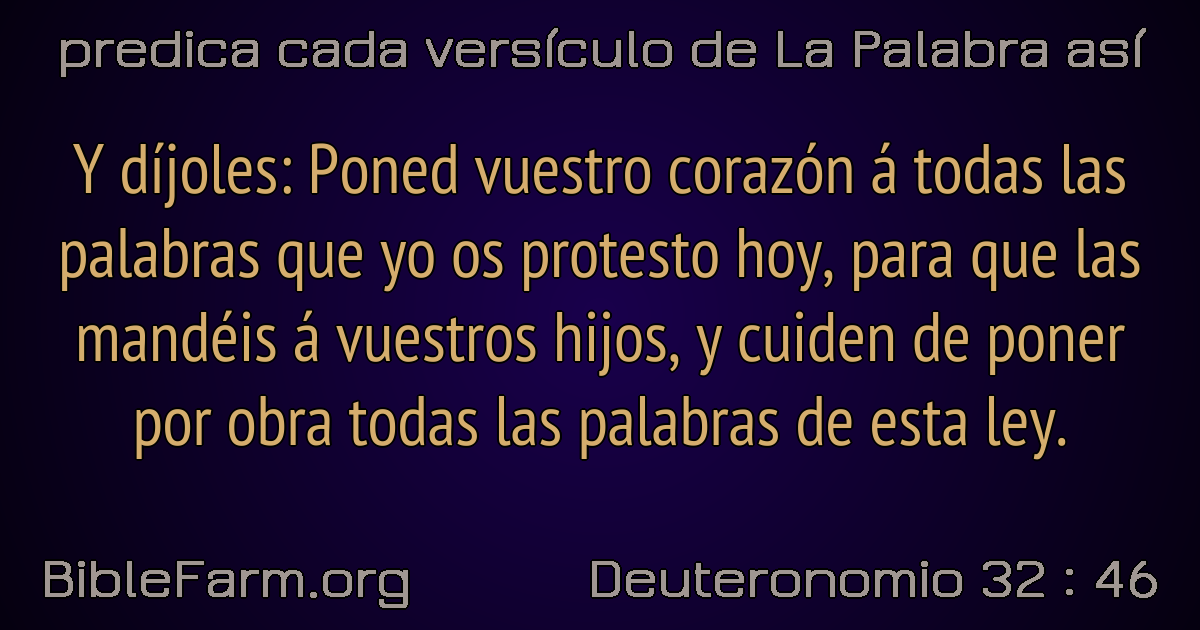 predica cada versículo de La Palabra así
Y díjoles: Poned vuestro corazón á todas las
palabras que yo os protesto hoy, para que las
mandéis á vuestros hijos, y cuiden de poner
por obra todas las palabras de esta ley.
BibleFarm.org
Deuteronomio 32 : 46